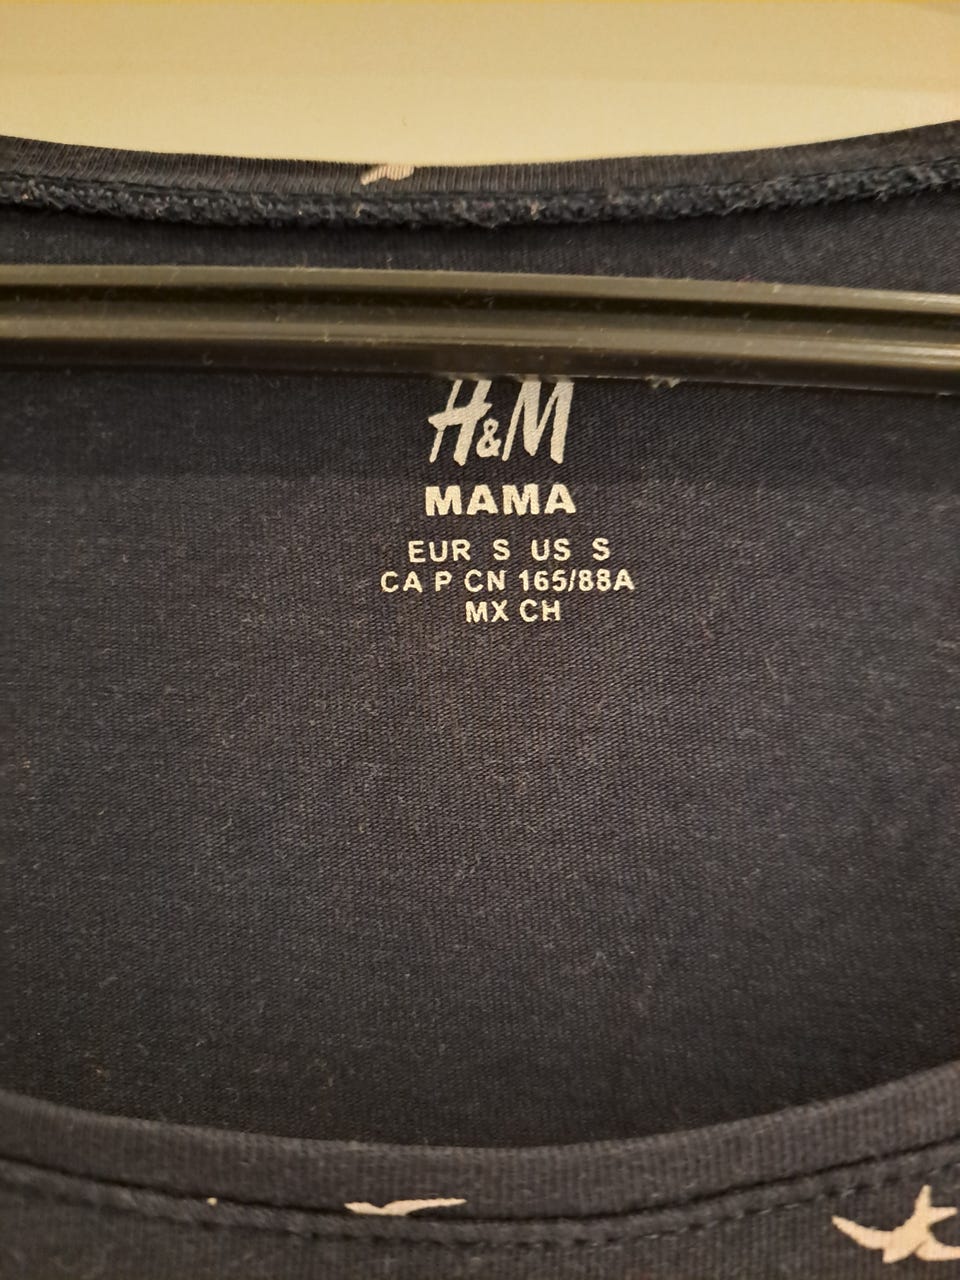 H&M
MAMA
EUR S US S
CA P CN 165/88A
MX CH